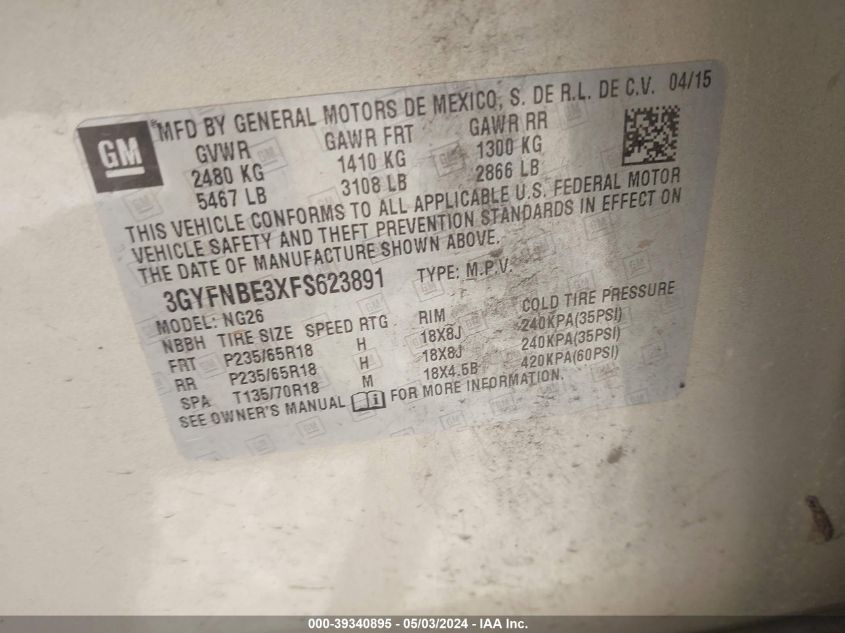 GM
MFD BY GENERAL MOTORS DE MEXICO, S. DE R.L. DE C.V. 04/15
GVWR GAWR FRT GAWR RR
2480 KG 1410 KG 1300 KG
5467 LB 3108 LB 2866 LB
THIS VEHICLE CONFORMS TO ALL APPLICABLE U.S. FEDERAL MOTOR
VEHICLE SAFETY AND THEFT PREVENTION STANDARDS IN EFFECT ON
THE DATE OF MANUFACTURE SHOWN ABOVE.
3GYFNBE3XFS623891 TYPE: M.P.V.
MODEL: NG26
NBBH TIRE SIZE SPEED RTG RIM COLD TIRE PRESSURE
FRT P235/65R18 H 18X8J 240KPA(35PSI)
RR P235/65R18 H 18X8J 240KPA(35PSI)
SPA T135/70R18 M 18X4.5B 420KPA(60PSI)
SEE OWNER'S MANUAL FOR MORE INFORMATION.
000-39340895 - 05/03/2024 - IAA Inc.